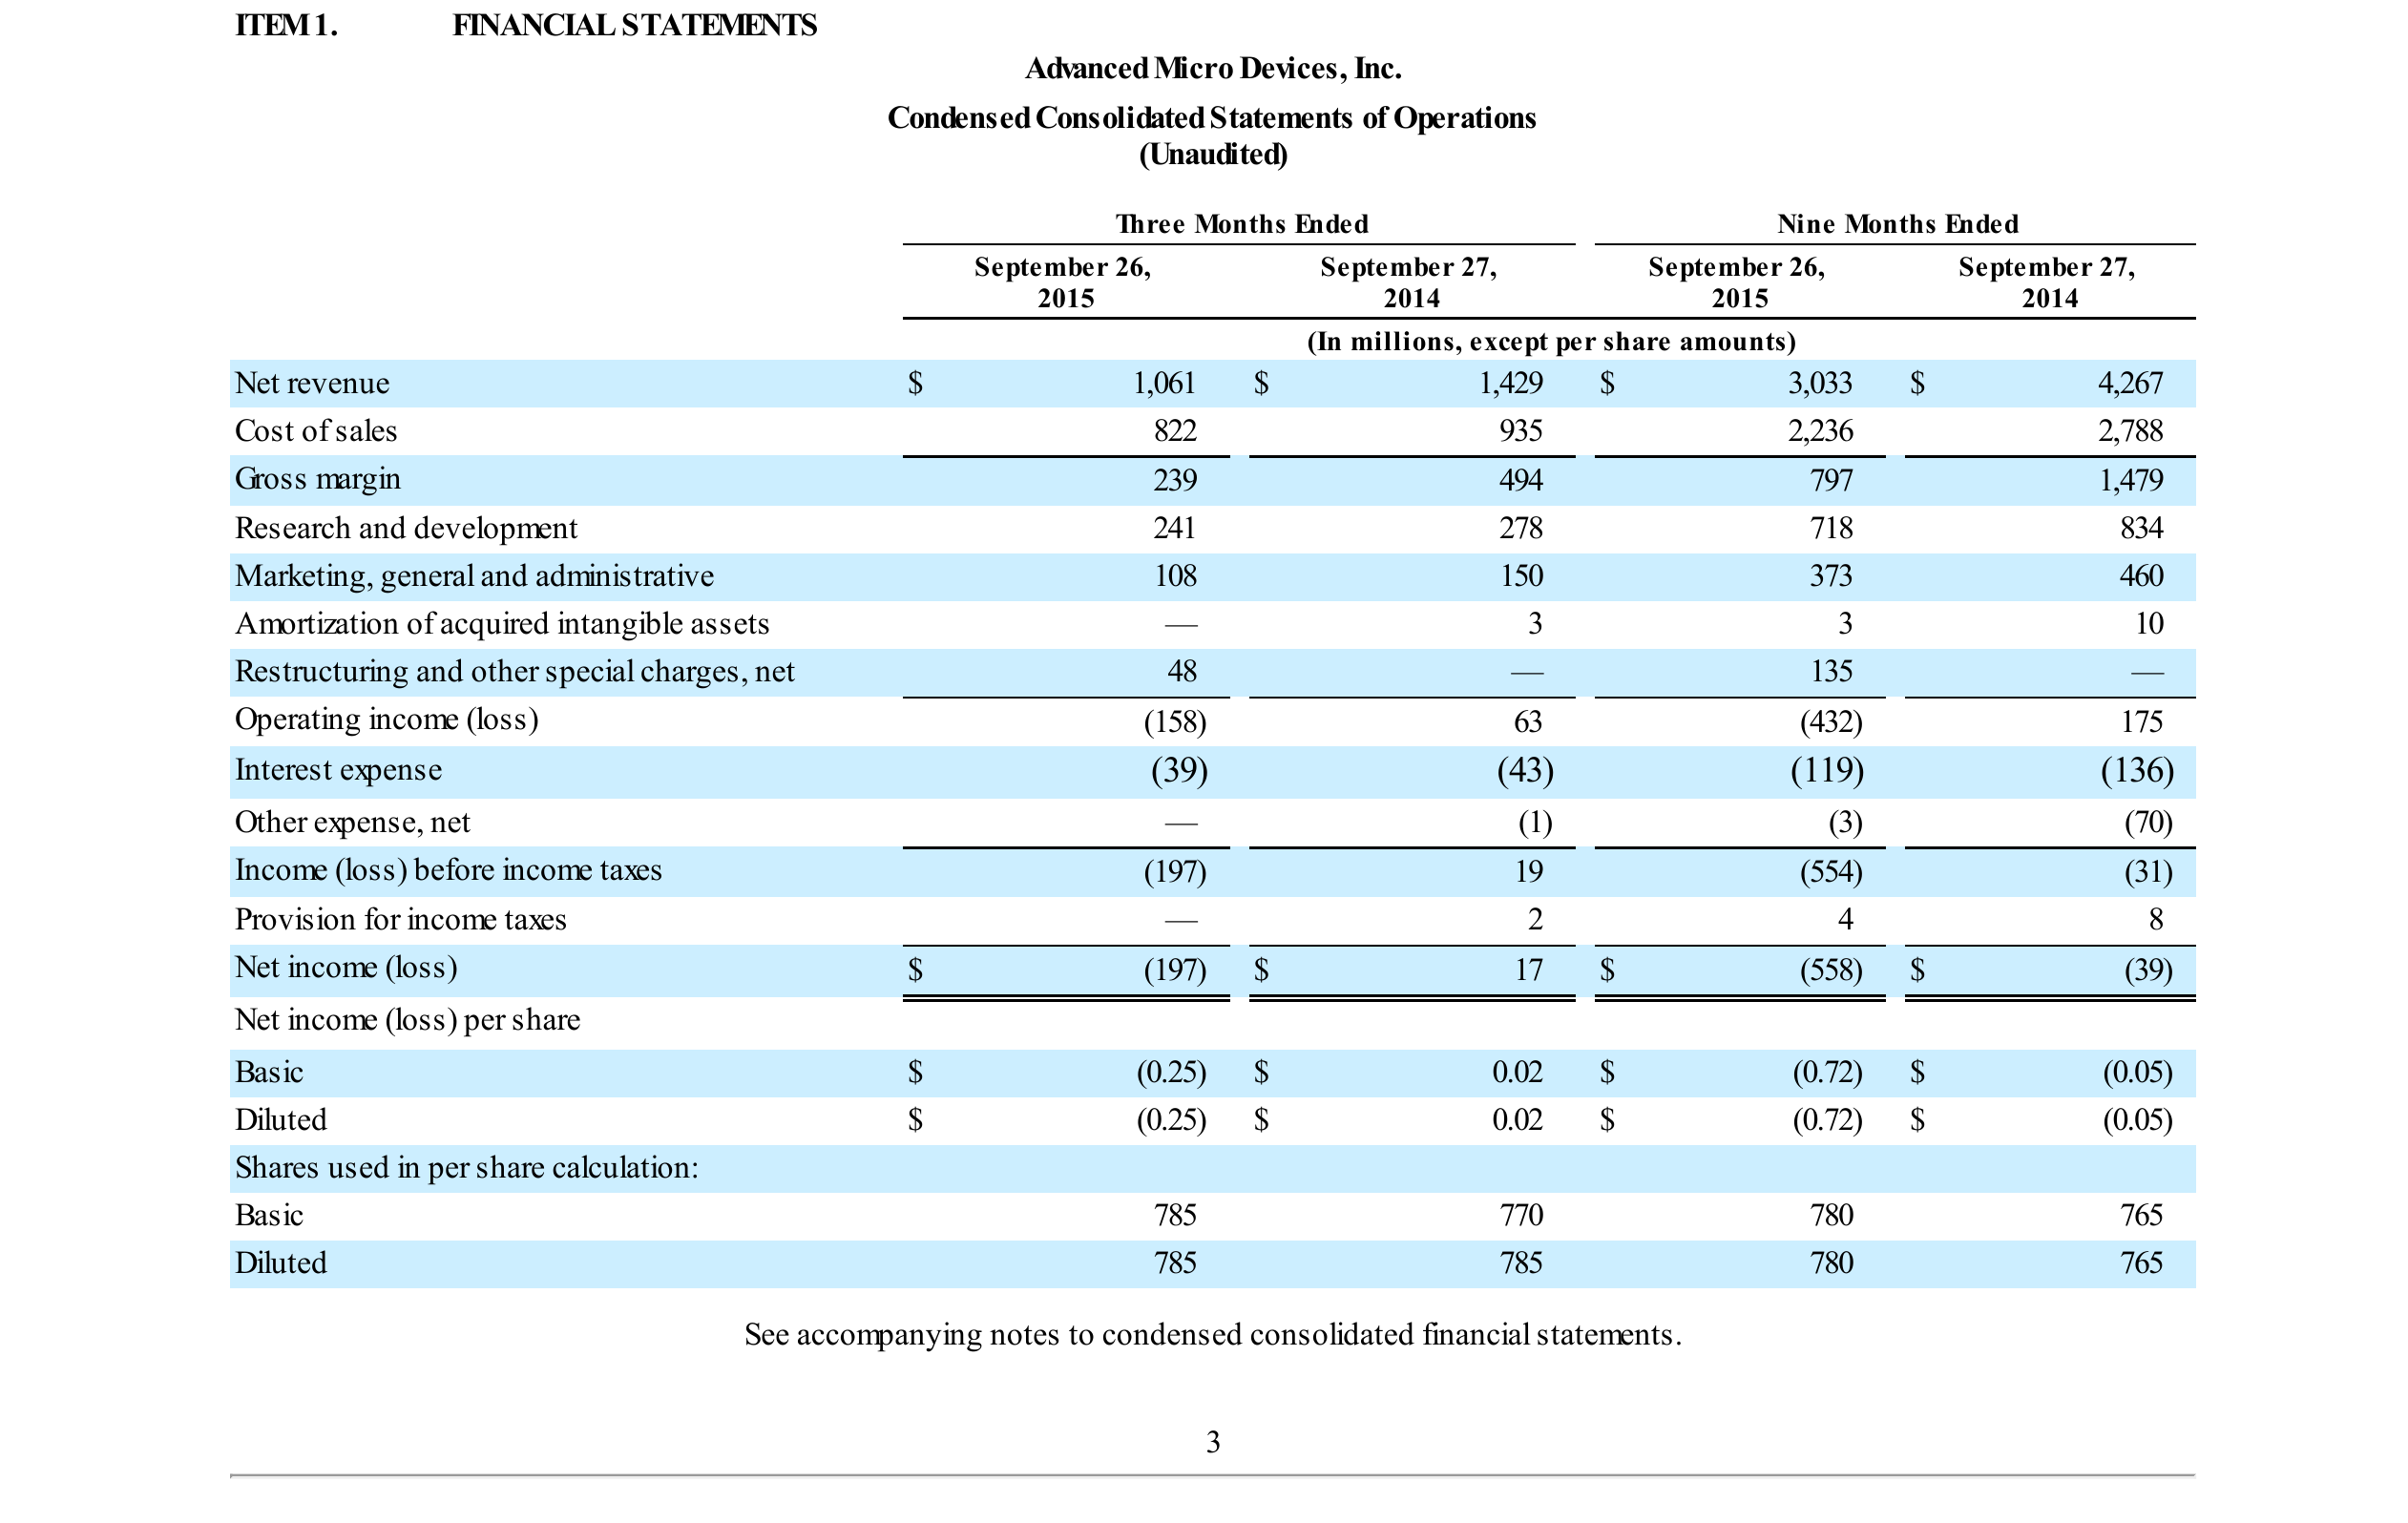 ITEM 1. FINANCIAL STATEMENTS
Advanced Micro Devices, Inc.
Condensed Consolidated Statements of Operations
(Unaudited)
Three Months Ended Nine Months Ended
September 26, September 27, September 26, September 27,
2015 2014 2015 2014
(In millions, except per share amounts)
Net revenue $ 1,061 $ 1,429 $ 3,033 $ 4,267
Cost of sales 822 935 2,236 2,788
Gross margin 239 494 797 1,479
Research and development 241 278 718 834
Marketing, general and administrative 108 150 373 460
Amortization of acquired intangible assets — 3 3 10
Restructuring and other special charges, net 48 — 135 —
Operating income (loss) (158) 63 (432) 175
Interest expense (39) (43) (119) (136)
Other expense, net — (1) (3) (70)
Income (loss) before income taxes (197) 19 (554) (31)
Provision for income taxes — 2 4 8
Net income (loss) $ (197) $ 17 $ (558) $ (39)
Net income (loss) per share
Basic $ (0.25) $ 0.02 $ (0.72) $ (0.05)
Diluted $ (0.25) $ 0.02 $ (0.72) $ (0.05)
Shares used in per share calculation:
Basic 785 770 780 765
Diluted 785 785 780 765
See accompanying notes to condensed consolidated financial statements.
3